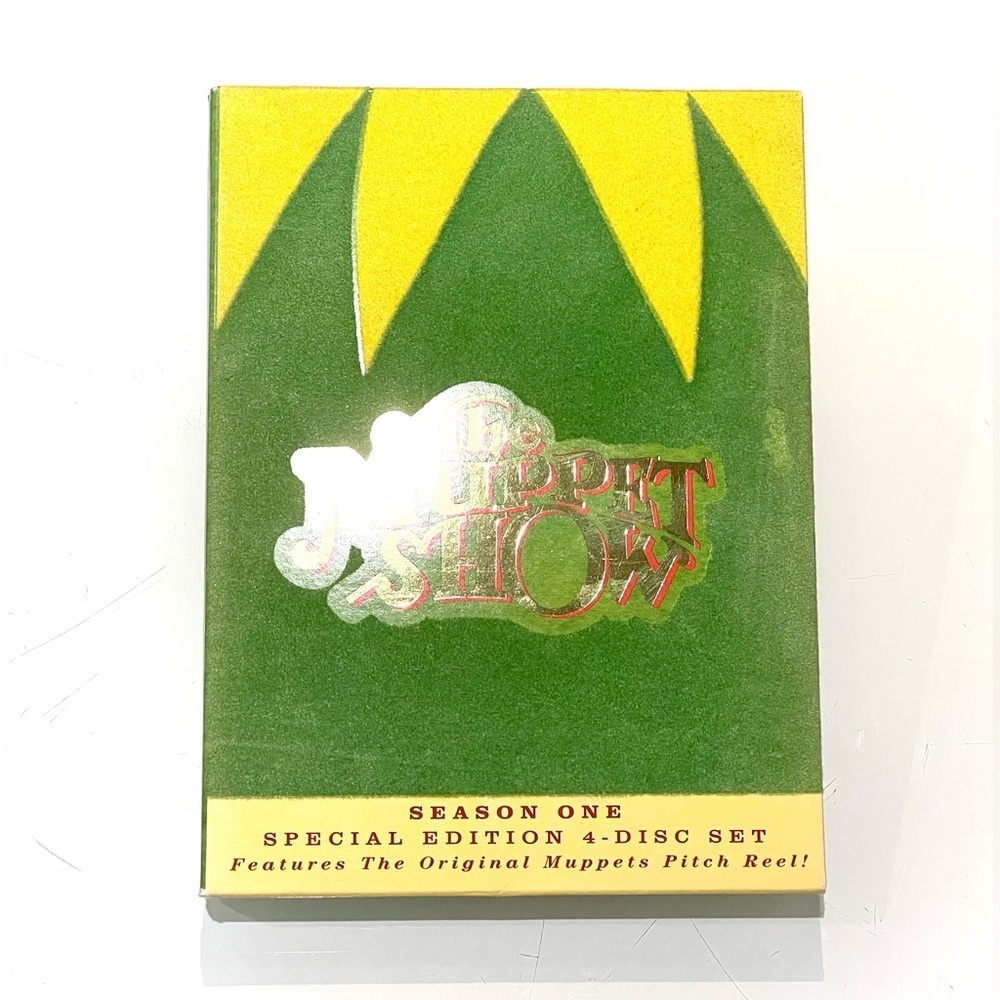 The
MUPPET
SHOW
SEASON ONE
SPECIAL EDITION 4-DISC SET
Features The Original Muppets Pitch Reel!